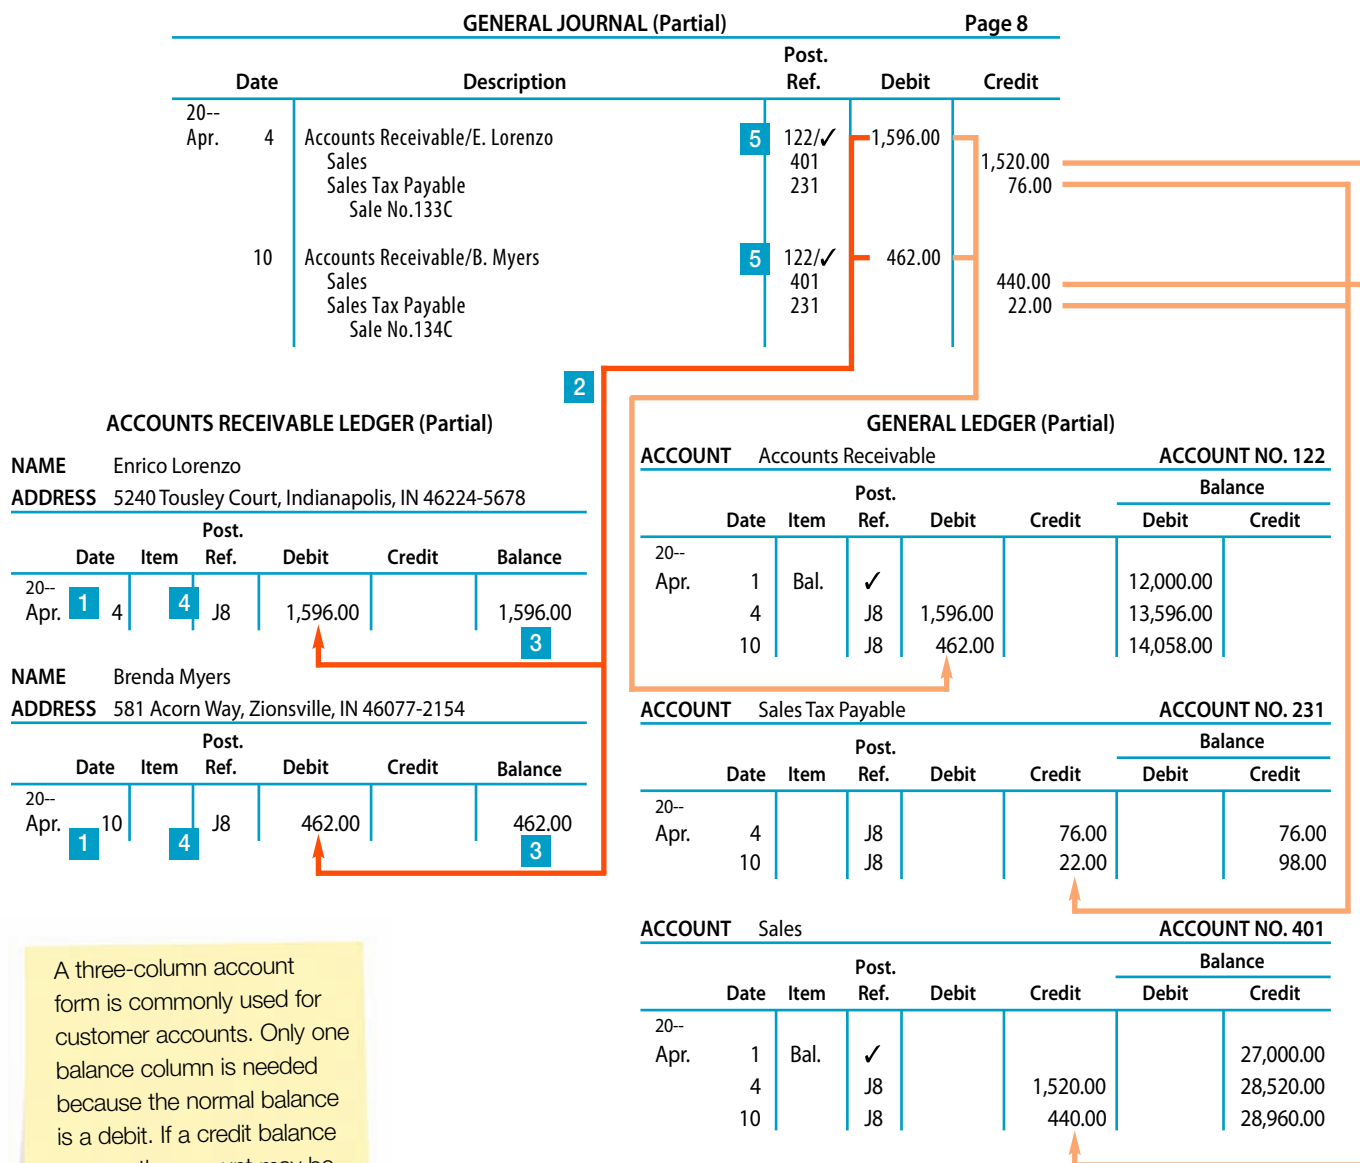 GENERAL JOURNAL (Partial) Page 8
Post.
Date Description Ref. Debit Credit
20--
Apr. 4 Accounts Receivable/E. Lorenzo 5 122/✓ 1,596.00
Sales 401 1,520.00
Sales Tax Payable 231 76.00
Sale No.133C
10 Accounts Receivable/B. Myers 5 122/✓ 462.00
Sales 401 440.00
Sales Tax Payable 231 22.00
Sale No.134C
2
ACCOUNTS RECEIVABLE LEDGER (Partial)
NAME Enrico Lorenzo
ADDRESS 5240 Tousley Court, Indianapolis, IN 46224-5678
Post.
Date Item Ref. Debit Credit Balance
20--
Apr. 1 4 4 J8 1,596.00 1,596.00
3
NAME Brenda Myers
ADDRESS 581 Acorn Way, Zionsville, IN 46077-2154
Post.
Date Item Ref. Debit Credit Balance
20--
Apr. 10 J8 462.00 462.00
1 4 3
A three-column account
form is commonly used for
customer accounts. Only one
balance column is needed
because the normal balance
is a debit. If a credit balance
GENERAL LEDGER (Partial)
ACCOUNT Accounts Receivable ACCOUNT NO. 122
Post. Balance
Date Item Ref. Debit Credit Debit Credit
20--
Apr. 1 Bal. ✓ 12,000.00
4 J8 1,596.00 13,596.00
10 J8 462.00 14,058.00
ACCOUNT Sales Tax Payable ACCOUNT NO. 231
Post. Balance
Date Item Ref. Debit Credit Debit Credit
20--
Apr. 4 J8 76.00 76.00
10 J8 22.00 98.00
ACCOUNT Sales ACCOUNT NO. 401
Post. Balance
Date Item Ref. Debit Credit Debit Credit
20--
Apr. 1 Bal. ✓ 27,000.00
4 J8 1,520.00 28,520.00
10 J8 440.00 28,960.00